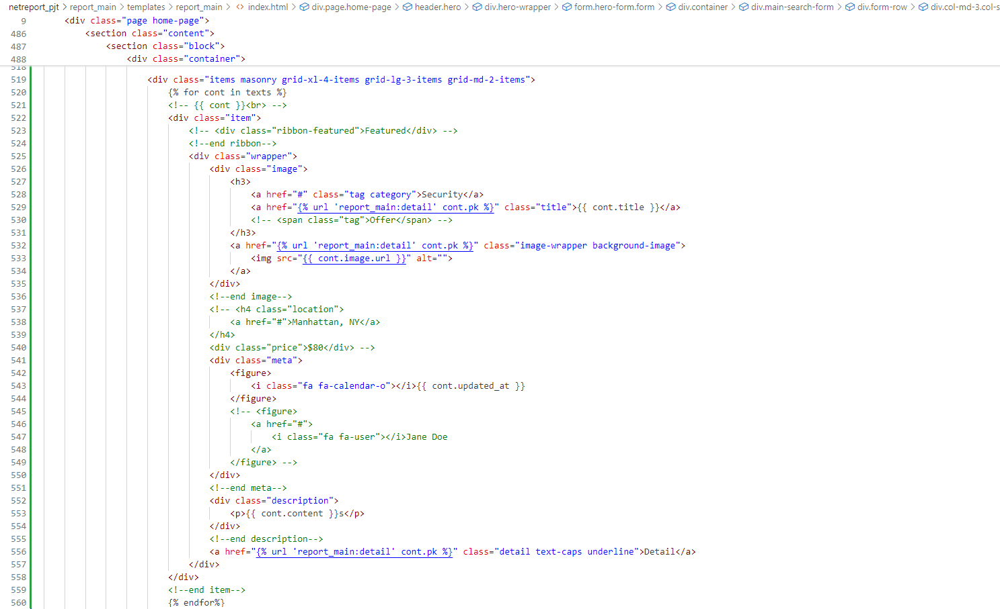 netreport_pjt > report_main > templates > report_main > <> index.html > div.page.home-page > header.hero > div.hero-wrapper > form.hero-form.form > div.container > div.main-search-form > div.form-row > div.col-md-3.col-s
9 <div class="page home-page">
486 <section class="content">
487 <section class="block">
488 <div class="container">
518
519 <div class="items masonry grid-xl-4-items grid-lg-3-items grid-md-2-items">
520 {% for cont in texts %}
521 <!-- {{ cont }}<br> -->
522 <div class="item">
523 <!-- <div class="ribbon-featured">Featured</div> -->
524 <!--end ribbon-->
525 <div class="wrapper">
526 <div class="image">
527 <h3>
528 <a href="#" class="tag category">Security</a>
529 <a href="{% url 'report_main:detail' cont.pk %}" class="title">{{ cont.title }}</a>
530 <!-- <span class="tag">Offer</span> -->
531 </h3>
532 <a href="{% url 'report_main:detail' cont.pk %}" class="image-wrapper background-image">
533 <img src="{{ cont.image.url }}" alt="">
534 </a>
535 </div>
536 <!--end image-->
537 <!-- <h4 class="location">
538 <a href="#">Manhattan, NY</a>
539 </h4>
540 <div class="price">$80</div> -->
541 <div class="meta">
542 <figure>
543 <i class="fa fa-calendar-o"></i>{{ cont.updated_at }}
544 </figure>
545 <!-- <figure>
546 <a href="#">
547 <i class="fa fa-user"></i>Jane Doe
548 </a>
549 </figure> -->
550 </div>
551 <!--end meta-->
552 <div class="description">
553 <p>{{ cont.content }}s</p>
554 </div>
555 <!--end description-->
556 <a href="{% url 'report_main:detail' cont.pk %}" class="detail text-caps underline">Detail</a>
557 </div>
558 </div>
559 <!--end item-->
560 {% endfor%}